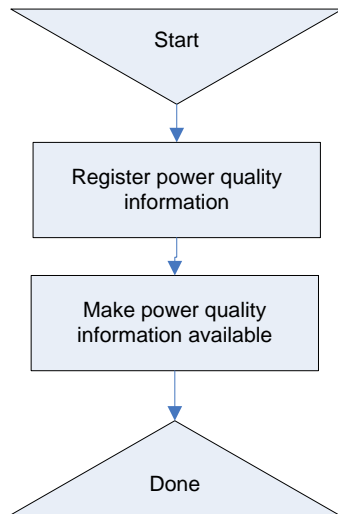 Start
Register power quality
information
Make power quality
information available
Done